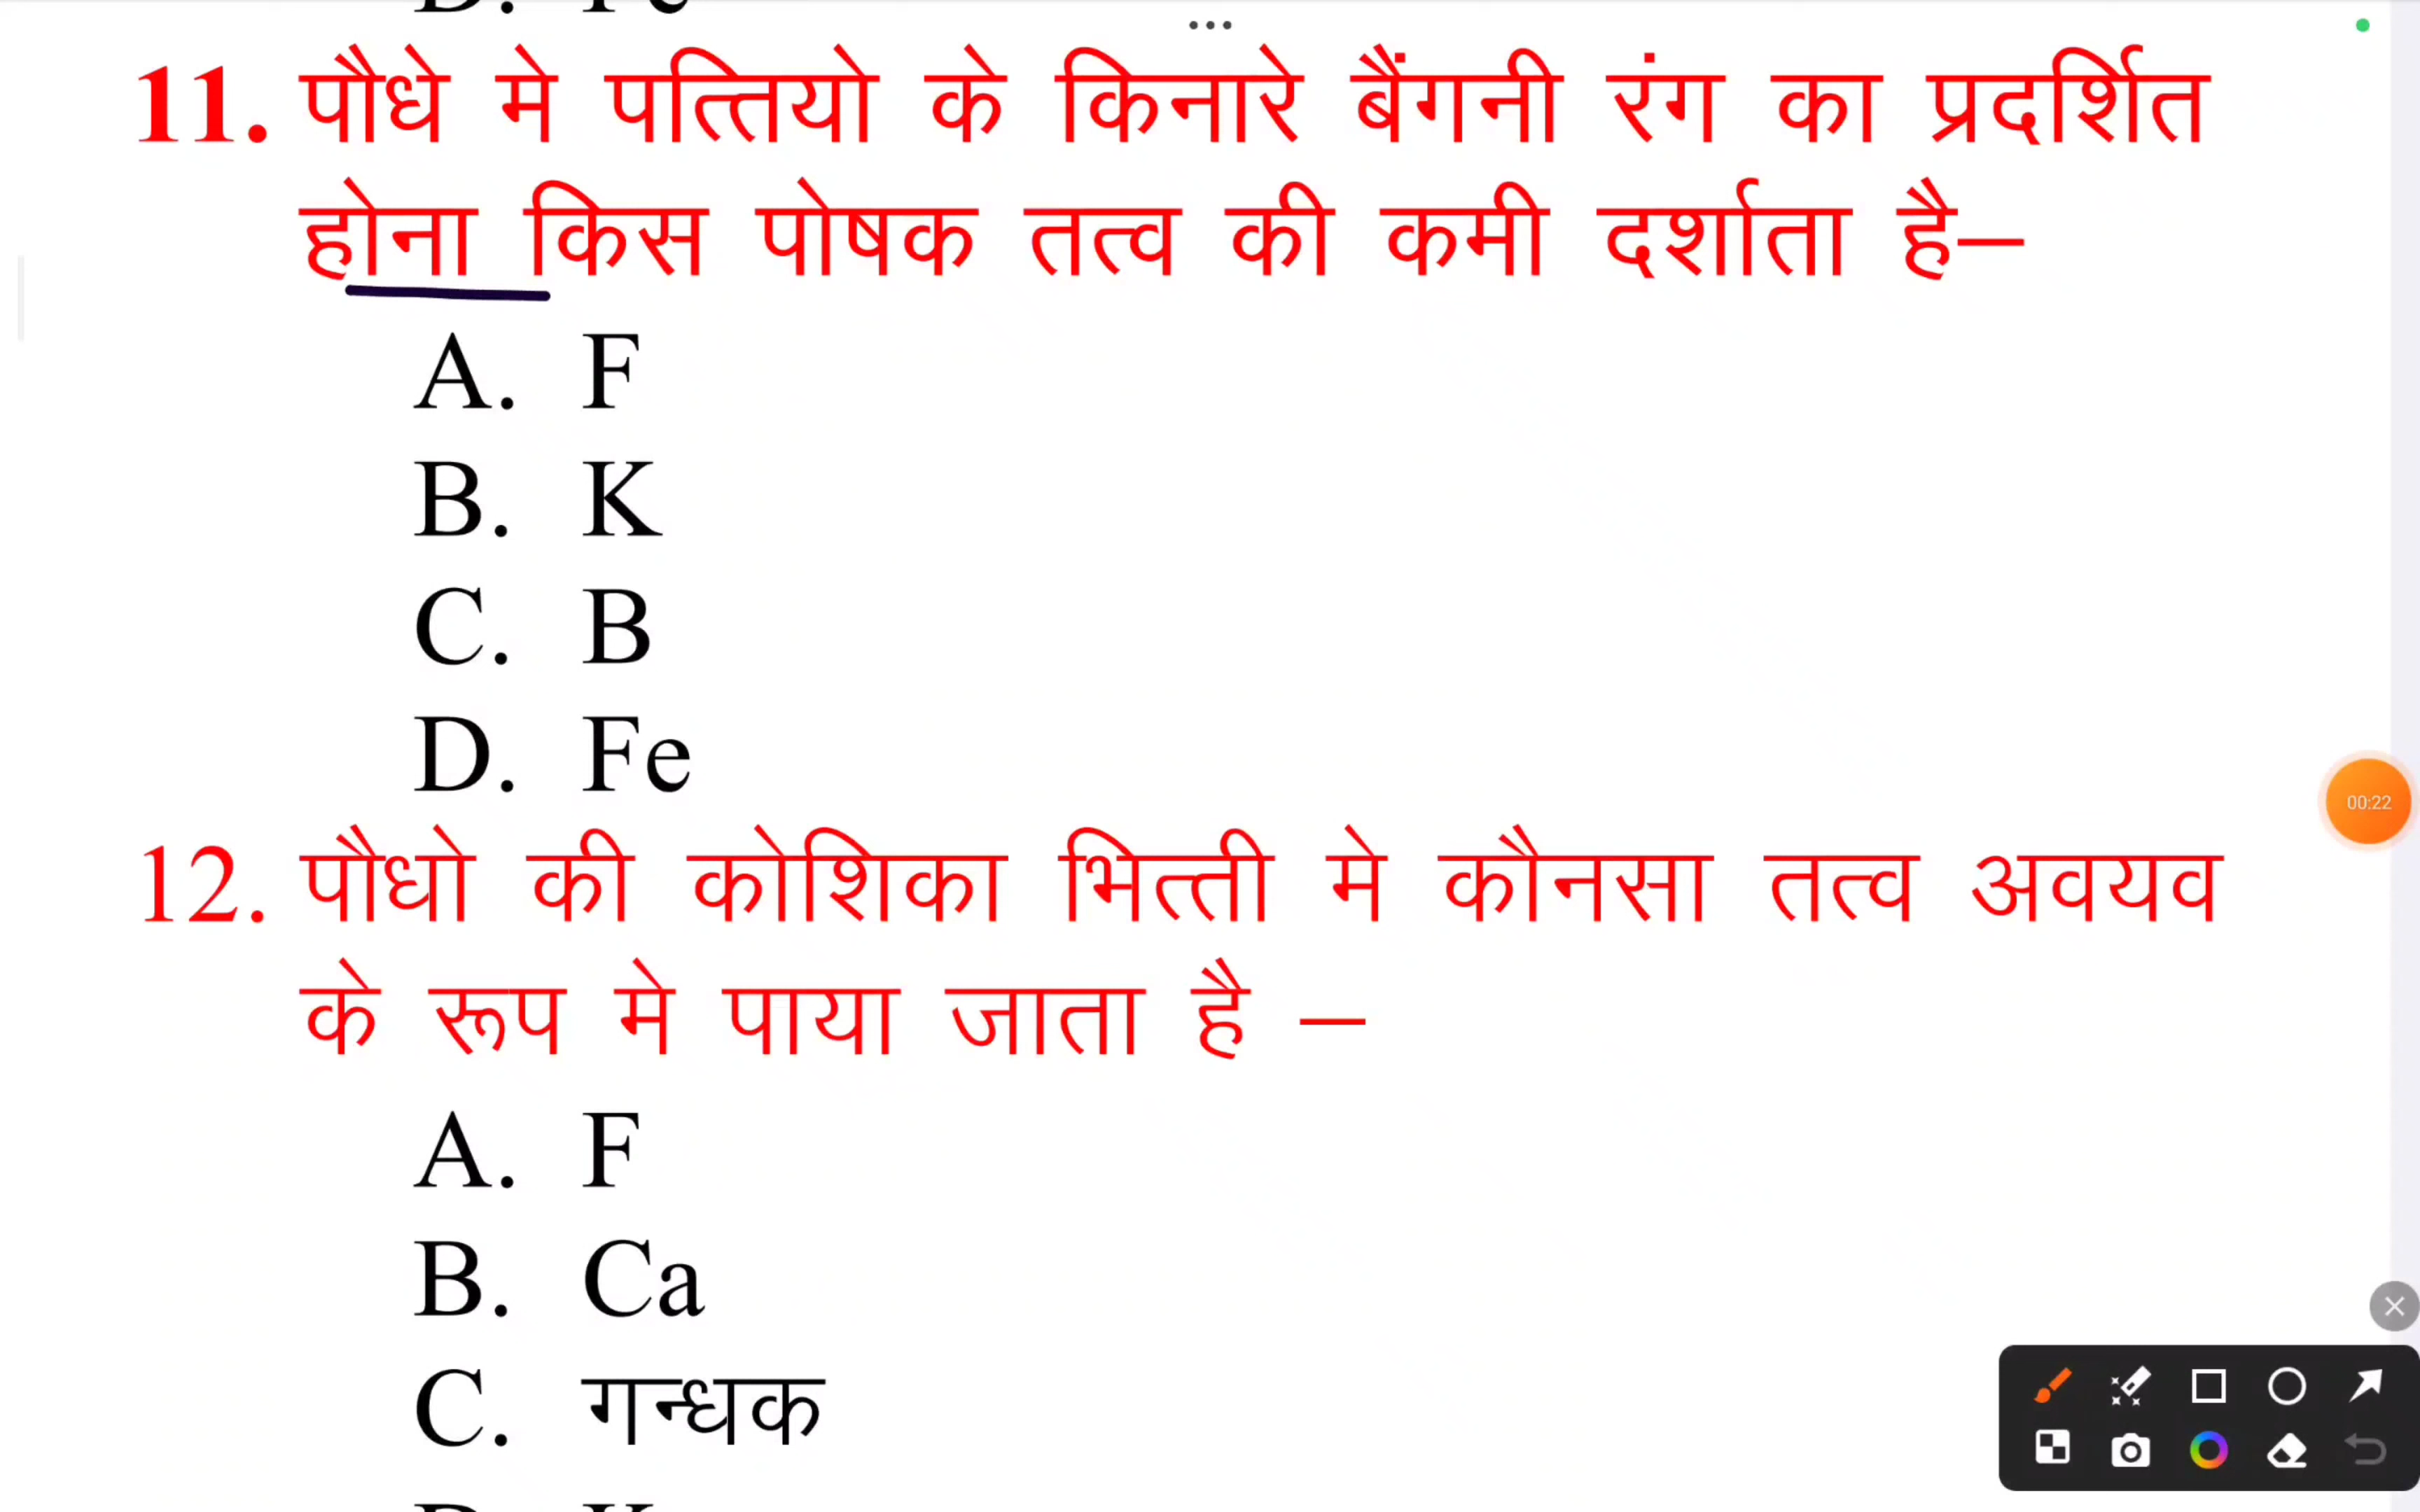 11. पौधे मे पत्तियो के किनारे बैंगनी रंग का प्रदर्शित
होना किस पोषक तत्व की कमी दर्शाता है–
A. F
B. K
C. B
D. Fe
00:22
12. पौधो की कोशिका भित्ती मे कौनसा तत्व अवयव
के रूप मे पाया जाता है –
A. F
B. Ca
C. गन्धक